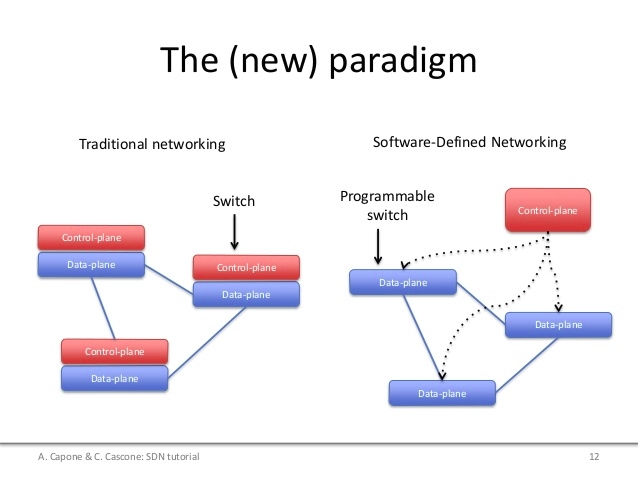 The (new) paradigm
Traditional networking
Switch
Control-plane
Data-plane
Control-plane
Data-plane
Control-plane
Data-plane
Software-Defined Networking
Programmable
switch
Control-plane
Data-plane
Data-plane
Data-plane
A. Capone & C. Cascone: SDN tutorial
12